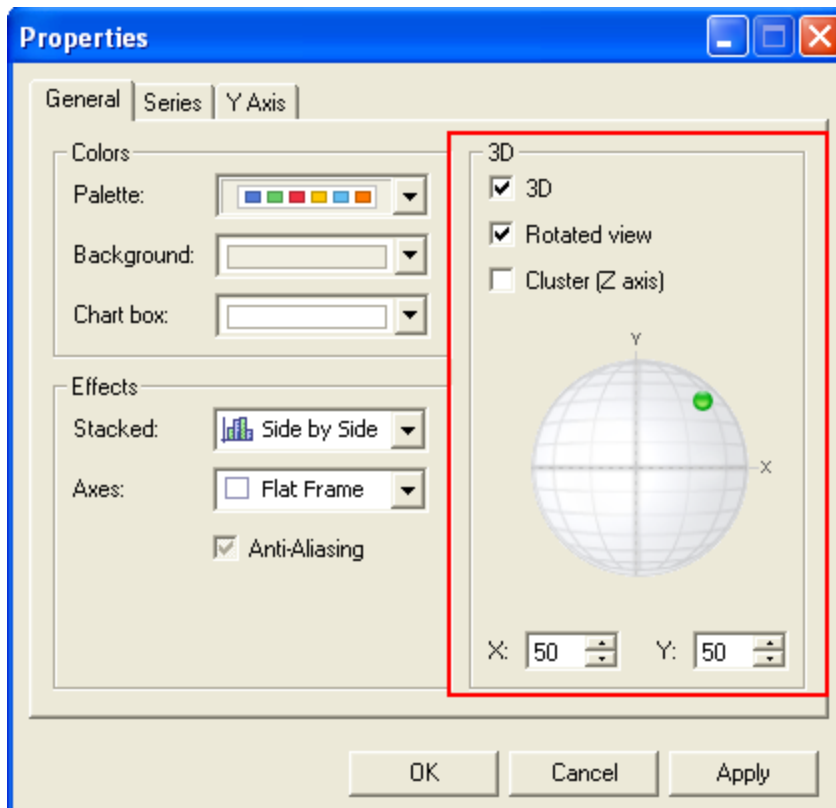 Properties
General Series Y Axis
Colors
Palette:
Background:
Chart box:
Effects
Stacked: Side by Side
Axes: Flat Frame
Anti-Aliasing
3D
3D
Rotated view
Cluster (Z axis)
Y
X
X: 50 Y: 50
OK Cancel Apply